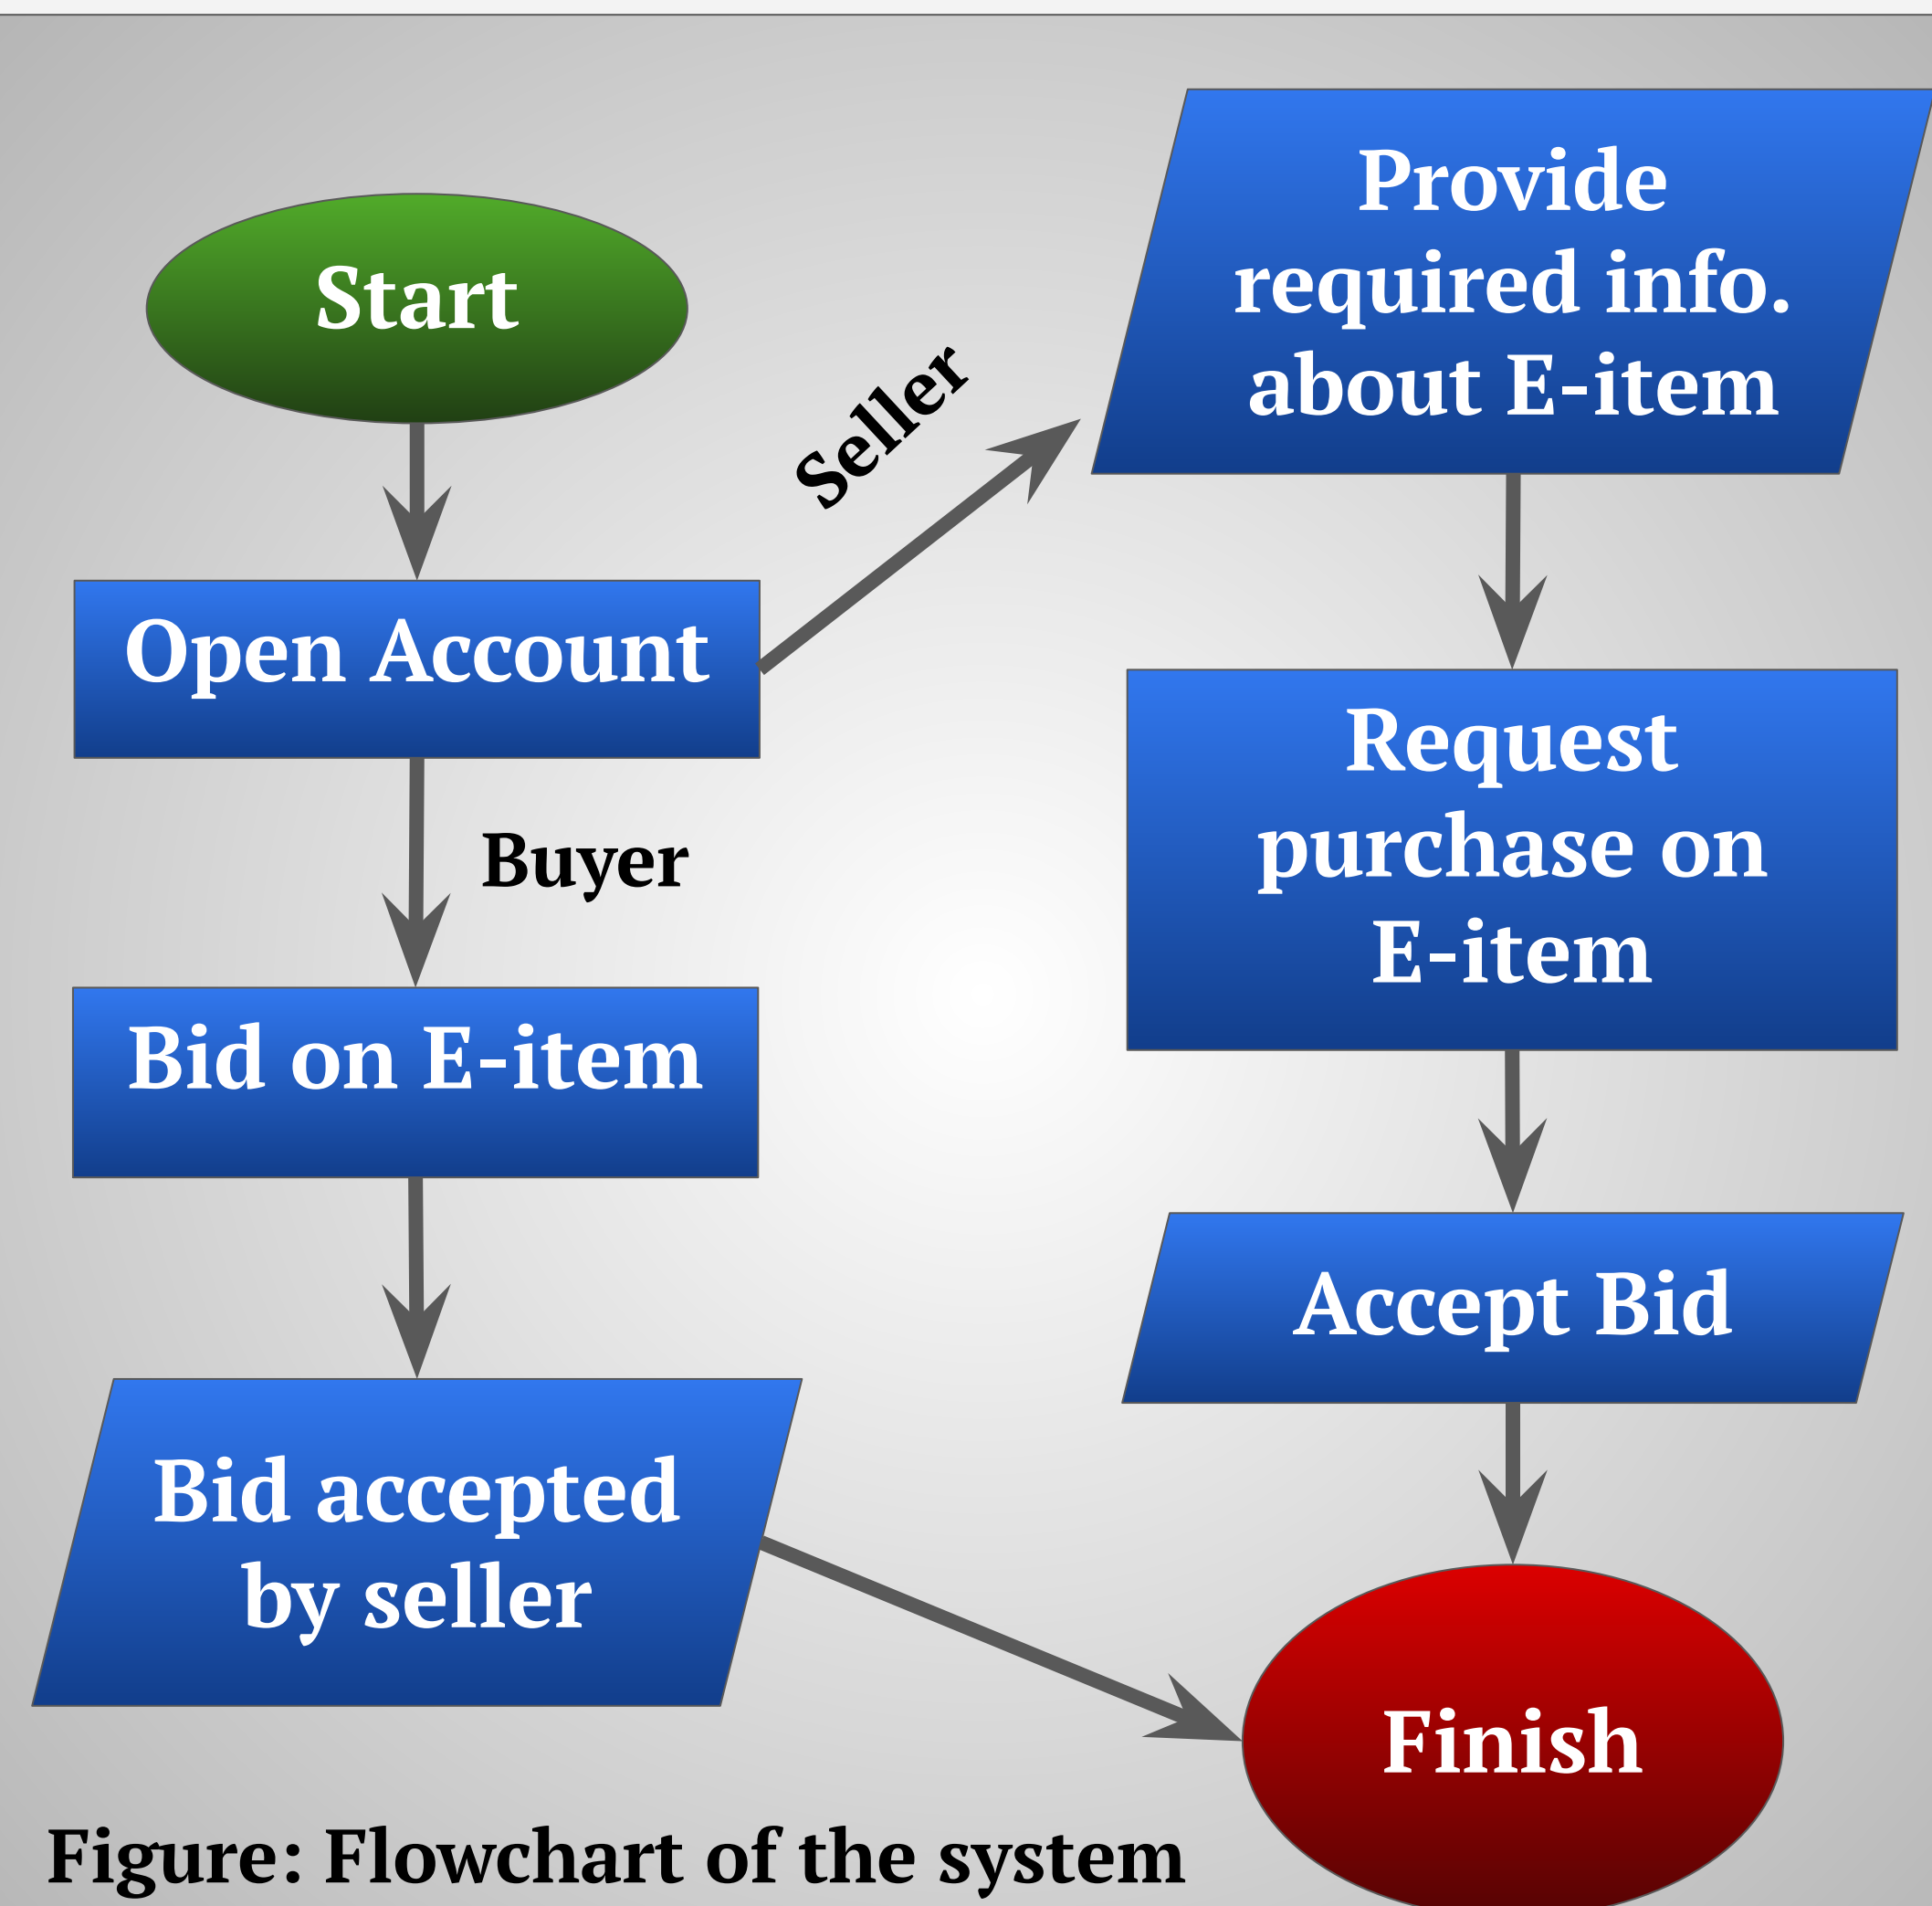 Start
Seller
Open Account
Buyer
Bid on E-item
Bid accepted
by seller
Provide
required info.
about E-item
Request
purchase on
E-item
Accept Bid
Finish
Figure: Flowchart of the system